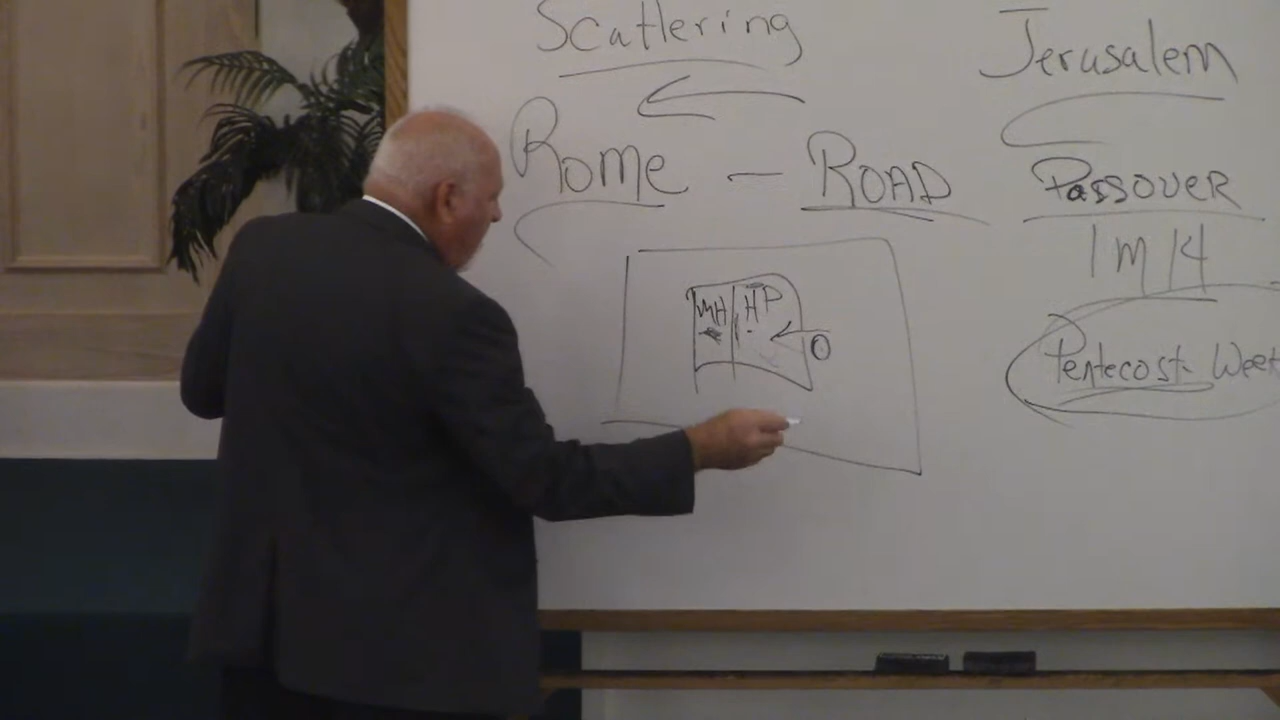 Scattering
Jerusalem
Rome - ROAD
Passover
1 M 14
MH HP
O
Pentecost - Week